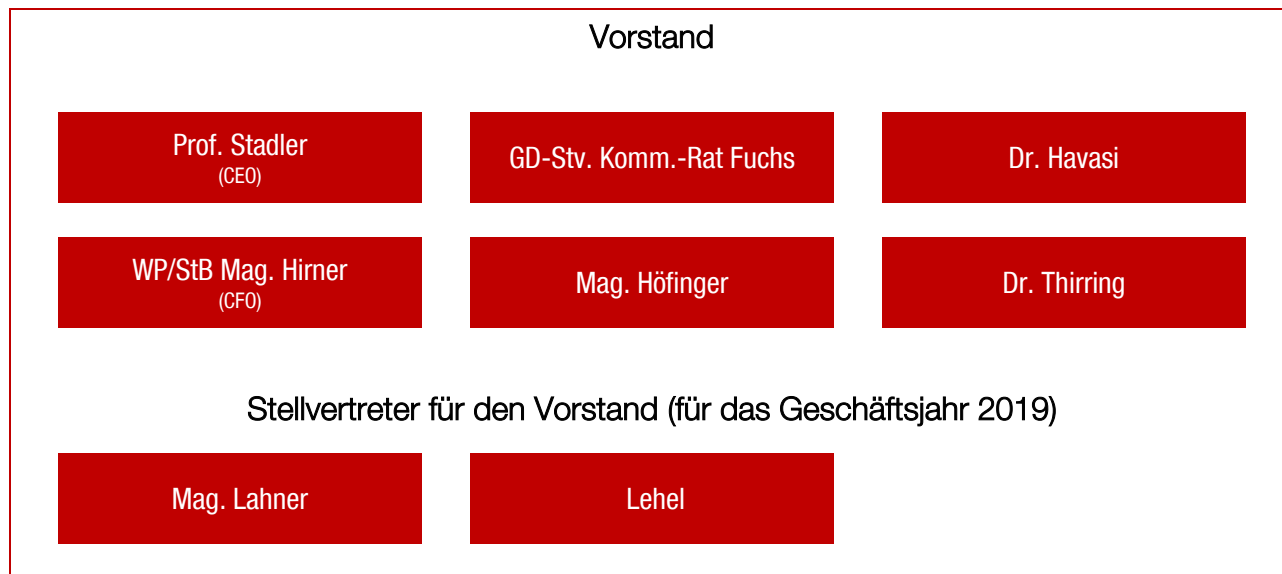 Vorstand
Prof. Stadler
(CEO)
GD-Stv. Komm.-Rat Fuchs
Dr. Havasi
WP/StB Mag. Hirner
(CFO)
Mag. Höfinger
Dr. Thirring
Stellvertreter für den Vorstand (für das Geschäftsjahr 2019)
Mag. Lahner
Lehel